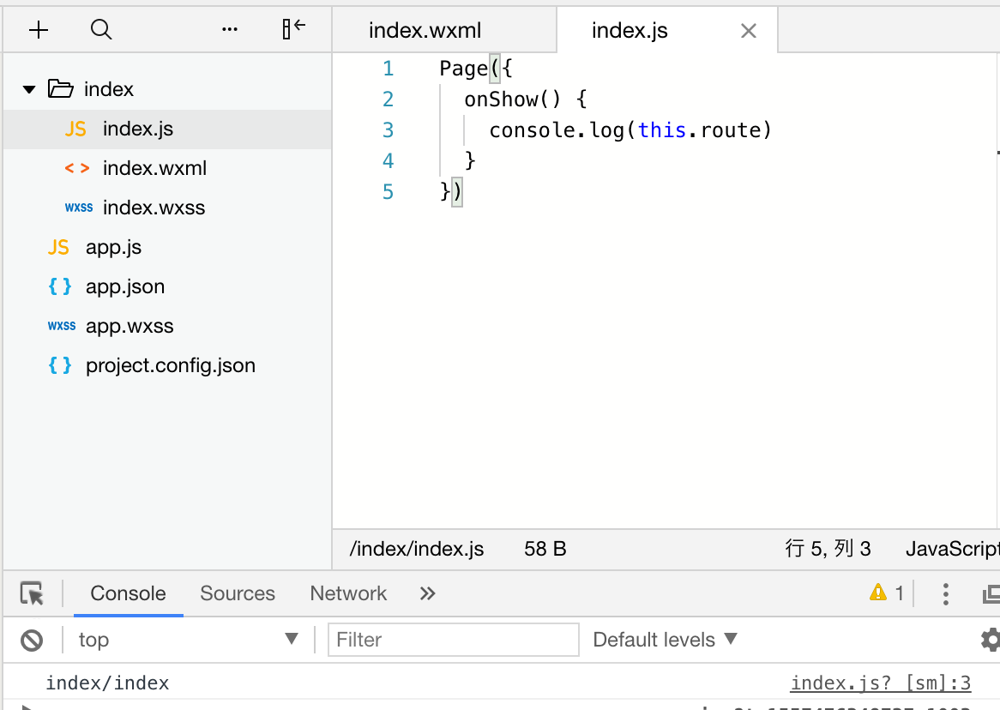 index.wxml
index.js
index
JS index.js
< > index.wxml
wxss index.wxss
JS app.js
{ } app.json
wxss app.wxss
{ } project.config.json
1 Page({
2 onShow() {
3 console.log(this.route)
4 }
5 })
/index/index.js 58 B 行 5, 列 3 JavaScript
Console Sources Network 1
top Filter Default levels
index/index index.js? [sm]:3